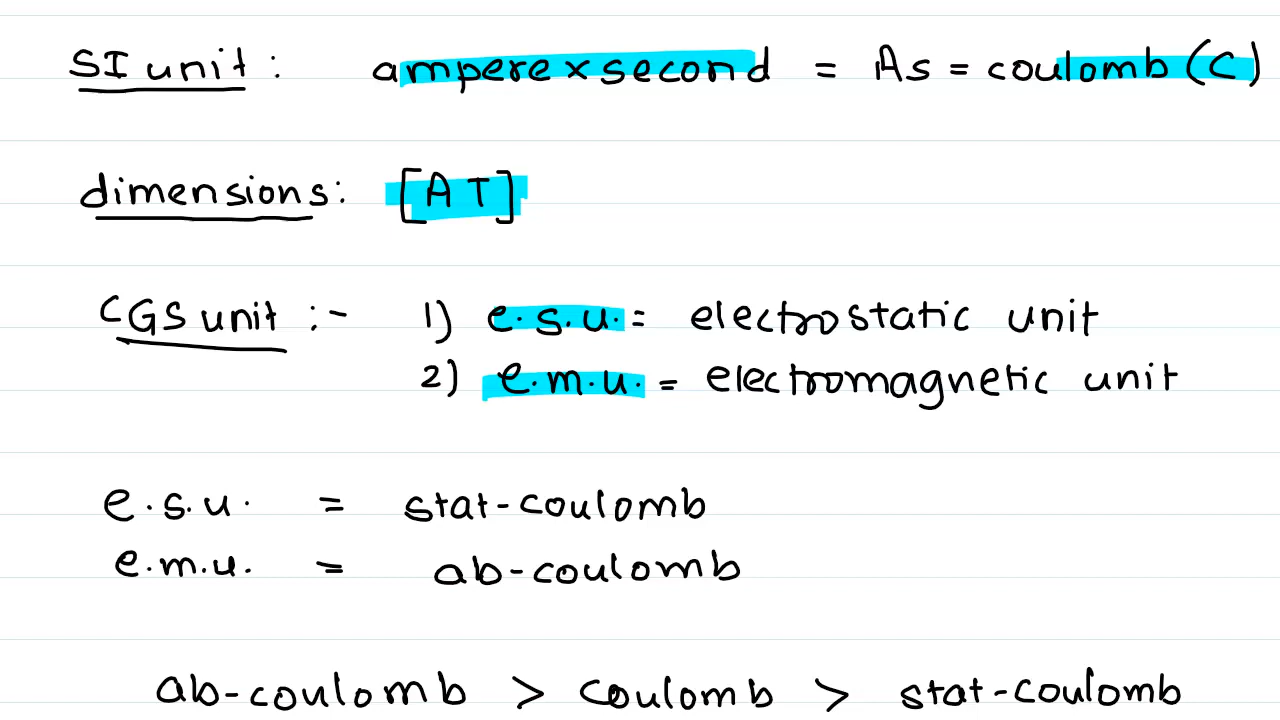 SI unit: ampere x second = As = coulomb (C)
dimensions: [AT]
CGS unit :- 1) e.s.u. = electrostatic unit
2) e.m.u. = electromagnetic unit
e.s.u. = stat-coulomb
e.m.u. = ab-coulomb
ab-coulomb > coulomb > stat-coulomb